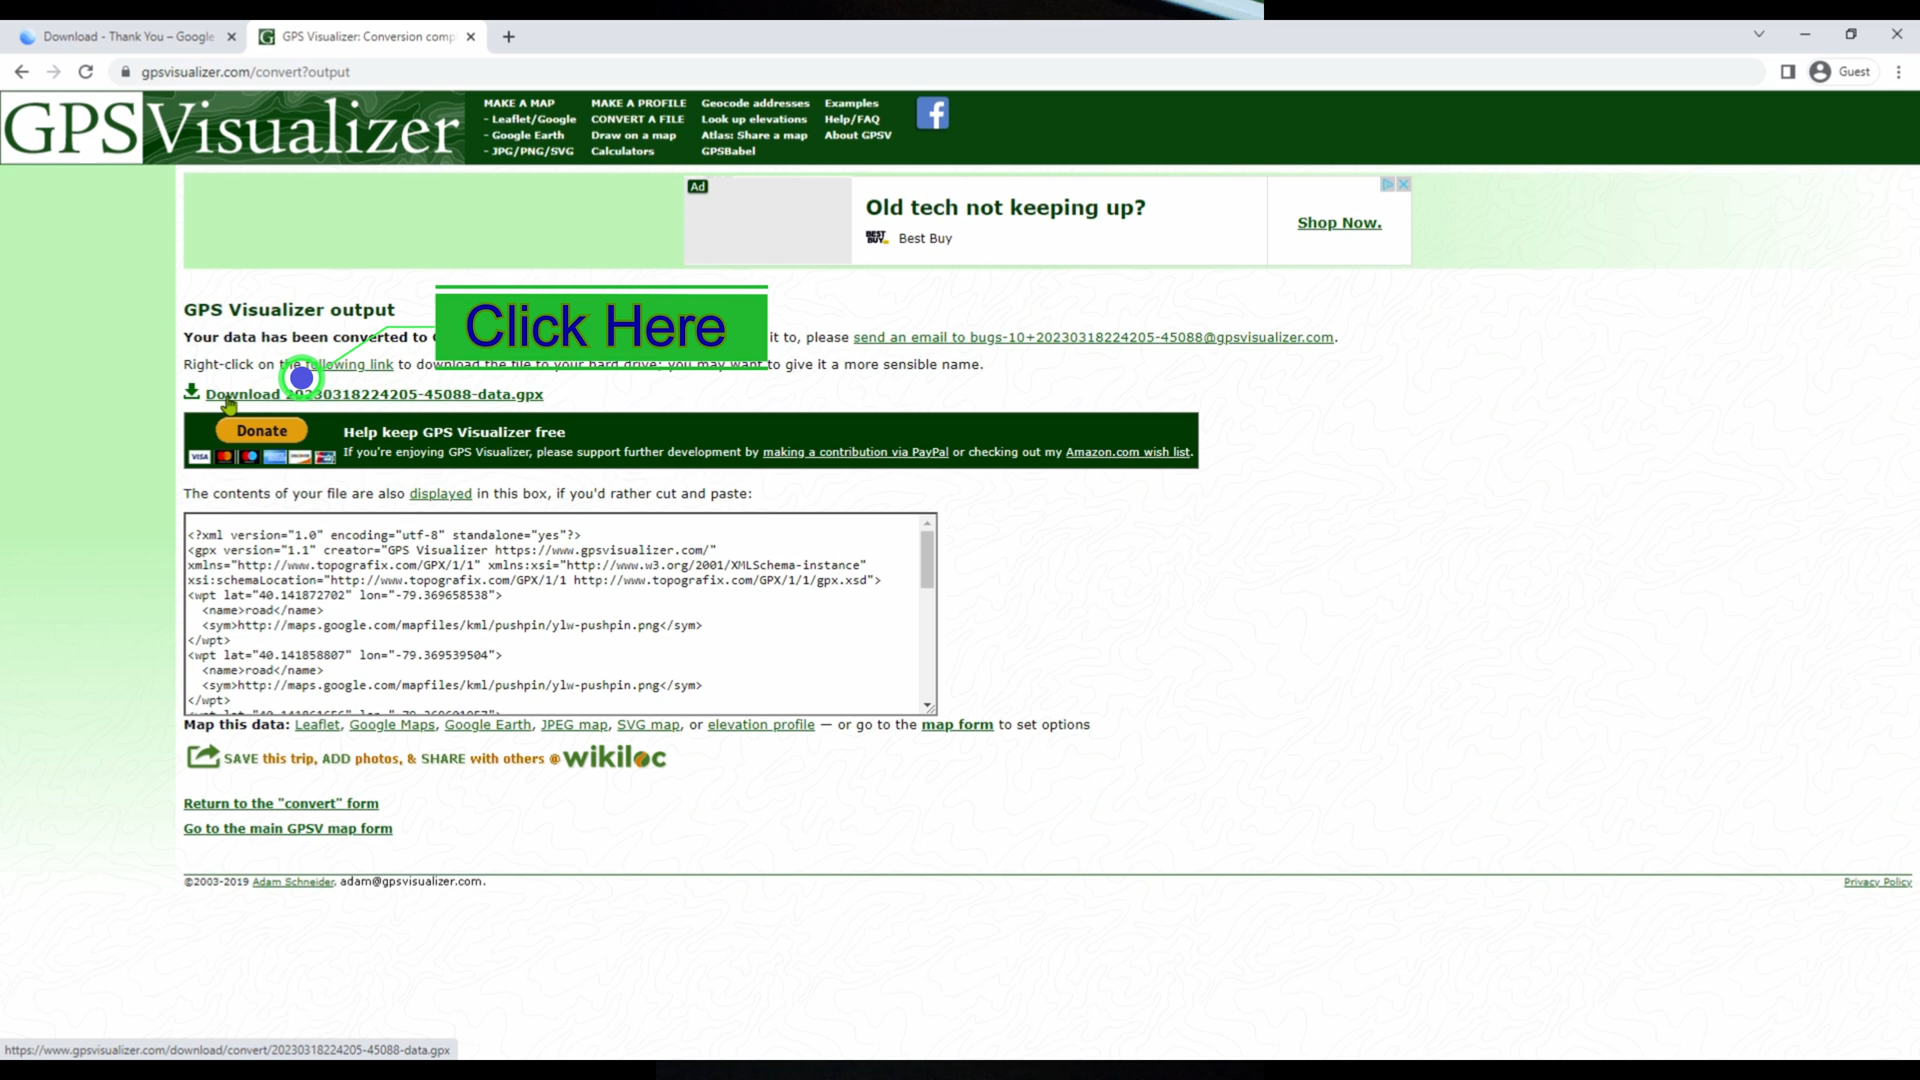 Download - Thank You – Google
GPS Visualizer: Conversion comp
gpsvisualizer.com/convert?output
Guest
GPSVisualizer
MAKE A MAP
- Leaflet/Google
- Google Earth
- JPG/PNG/SVG
MAKE A PROFILE
CONVERT A FILE
Draw on a map
Calculators
Geocode addresses
Look up elevations
Atlas: Share a map
GPSBabel
Examples
Help/FAQ
About GPSV
Ad
Old tech not keeping up?
BEST BUY
Best Buy
Shop Now.
GPS Visualizer output
Click Here
Your data has been converted to it to, please send an email to bugs-10+20230318224205-45088@gpsvisualizer.com.
Right-click on the following link to download the file to your hard drive; you may want to give it a more sensible name.
Download 20230318224205-45088-data.gpx
Donate
VISA
Help keep GPS Visualizer free
If you're enjoying GPS Visualizer, please support further development by making a contribution via PayPal or checking out my Amazon.com wish list.
The contents of your file are also displayed in this box, if you'd rather cut and paste:
<?xml version="1.0" encoding="utf-8" standalone="yes"?>
<gpx version="1.1" creator="GPS Visualizer https://www.gpsvisualizer.com/"
xmlns="http://www.topografix.com/GPX/1/1" xmlns:xsi="http://www.w3.org/2001/XMLSchema-instance"
xsi:schemaLocation="http://www.topografix.com/GPX/1/1 http://www.topografix.com/GPX/1/1/gpx.xsd">
<wpt lat="40.141872702" lon="-79.369658538">
<name>road</name>
<sym>http://maps.google.com/mapfiles/kml/pushpin/ylw-pushpin.png</sym>
</wpt>
<wpt lat="40.141858807" lon="-79.369539504">
<name>road</name>
<sym>http://maps.google.com/mapfiles/kml/pushpin/ylw-pushpin.png</sym>
</wpt>
Map this data: Leaflet, Google Maps, Google Earth, JPEG map, SVG map, or elevation profile — or go to the map form to set options
SAVE this trip, ADD photos, & SHARE with others @ wikiloc
Return to the "convert" form
Go to the main GPSV map form
©2003-2019 Adam Schneider, adam@gpsvisualizer.com.
Privacy Policy
https://www.gpsvisualizer.com/download/convert/20230318224205-45088-data.gpx